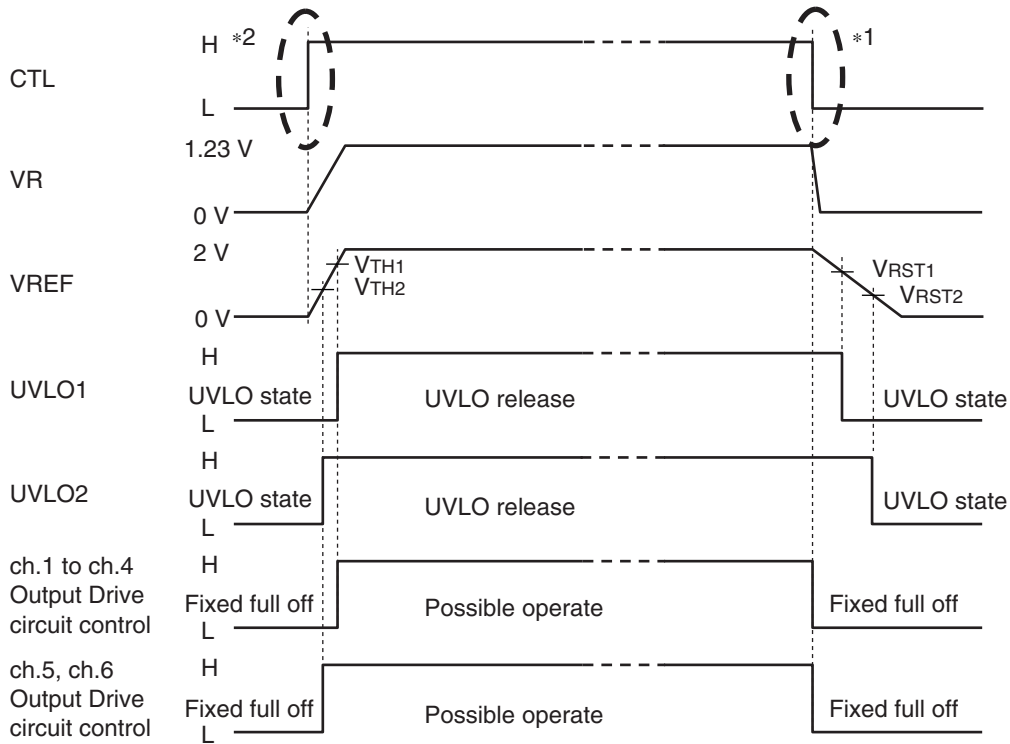 H *2 *1
CTL
L
1.23 V
VR
0 V
2 V
VTH1 VRST1
VREF
VTH2 VRST2
0 V
H
UVLO1
UVLO state UVLO release UVLO state
L
H
UVLO2
UVLO state UVLO release UVLO state
L
ch.1 to ch.4 H
Output Drive
Fixed full off Possible operate Fixed full off
circuit control
L
ch.5, ch.6 H
Output Drive
Fixed full off Possible operate Fixed full off
circuit control
L